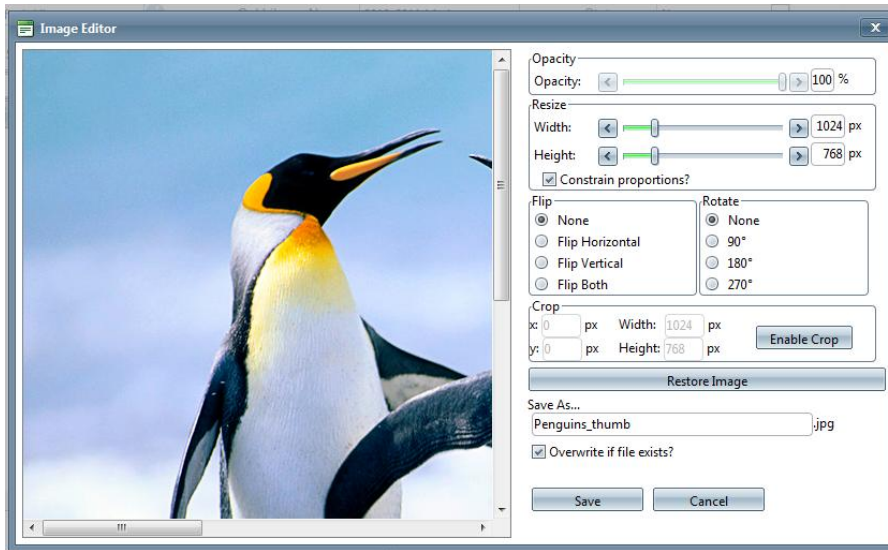 Image Editor
x
Opacity
Opacity: 100 %
Resize
Width: 1024 px
Height: 768 px
Constrain proportions?
Flip
None
Flip Horizontal
Flip Vertical
Flip Both
Rotate
None
90°
180°
270°
Crop
x: 0 px Width: 1024 px
y: 0 px Height: 768 px
Enable Crop
Restore Image
Save As...
Penguins_thumb .jpg
Overwrite if file exists?
Save Cancel